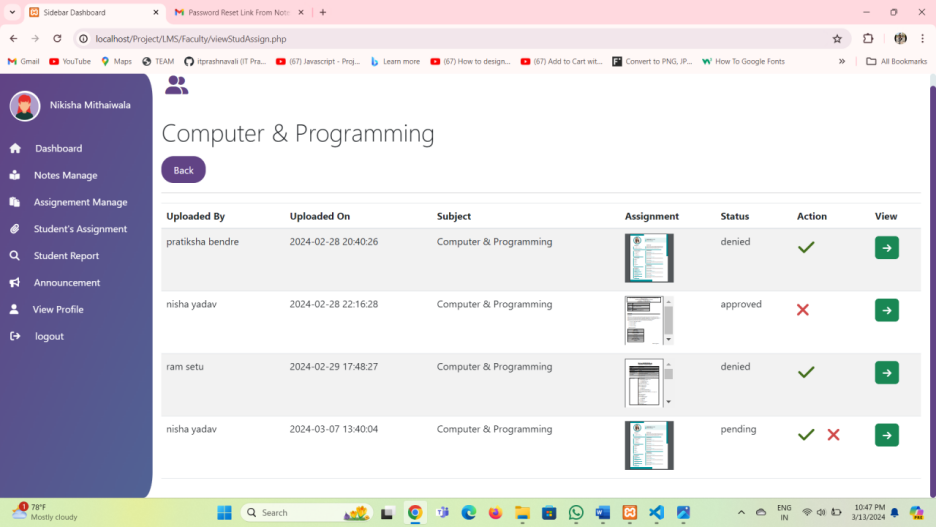 Sidebar Dashboard
Password Reset Link From Note
localhost/Project/LMS/Faculty/viewStudAssign.php
Gmail
YouTube
Maps
TEAM
itprashnavali (IT Pra...
(67) Javascript - Proj...
Learn more
(67) How to design...
(67) Add to Cart wit...
Convert to PNG, JP...
How To Google Fonts
All Bookmarks
Nikisha Mithaiwala
Dashboard
Notes Manage
Assignement Manage
Student's Assignment
Student Report
Announcement
View Profile
logout
Computer & Programming
Back
Uploaded By Uploaded On Subject Assignment Status Action View
pratiksha bendre 2024-02-28 20:40:26 Computer & Programming denied
nisha yadav 2024-02-28 22:16:28 Computer & Programming approved
ram setu 2024-02-29 17:48:27 Computer & Programming denied
nisha yadav 2024-03-07 13:40:04 Computer & Programming pending
1
78°F
Mostly cloudy
Search
ENG
IN
10:47 PM
3/13/2024